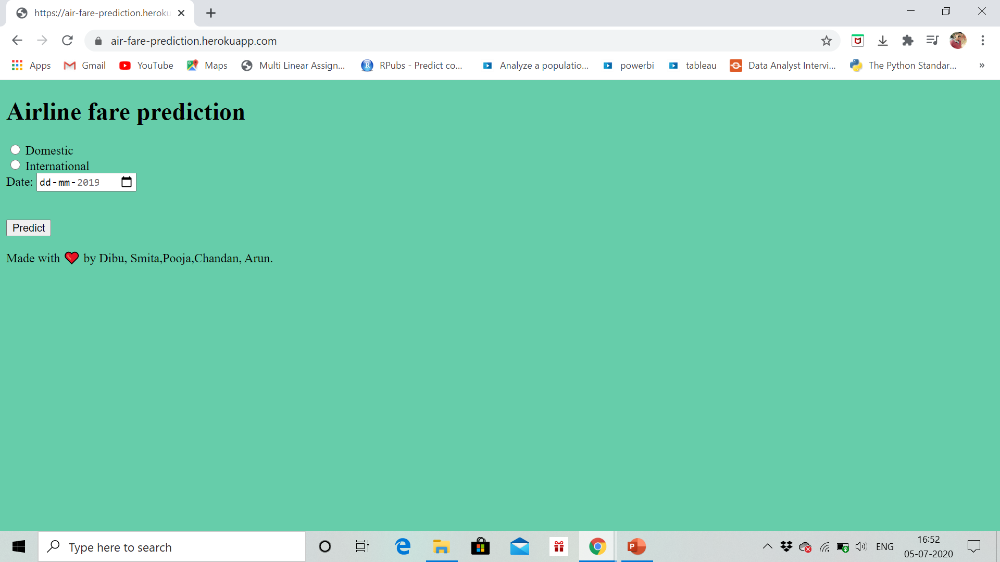 https://air-fare-prediction.heroku
air-fare-prediction.herokuapp.com
Apps Gmail YouTube Maps Multi Linear Assign... RPubs - Predict co... Analyze a populatio... powerbi tableau Data Analyst Intervi... The Python Standar... »
Airline fare prediction
Domestic
International
Date: dd-mm-2019
Predict
Made with ❤ by Dibu, Smita,Pooja,Chandan, Arun.
Type here to search
ENG
16:52
05-07-2020